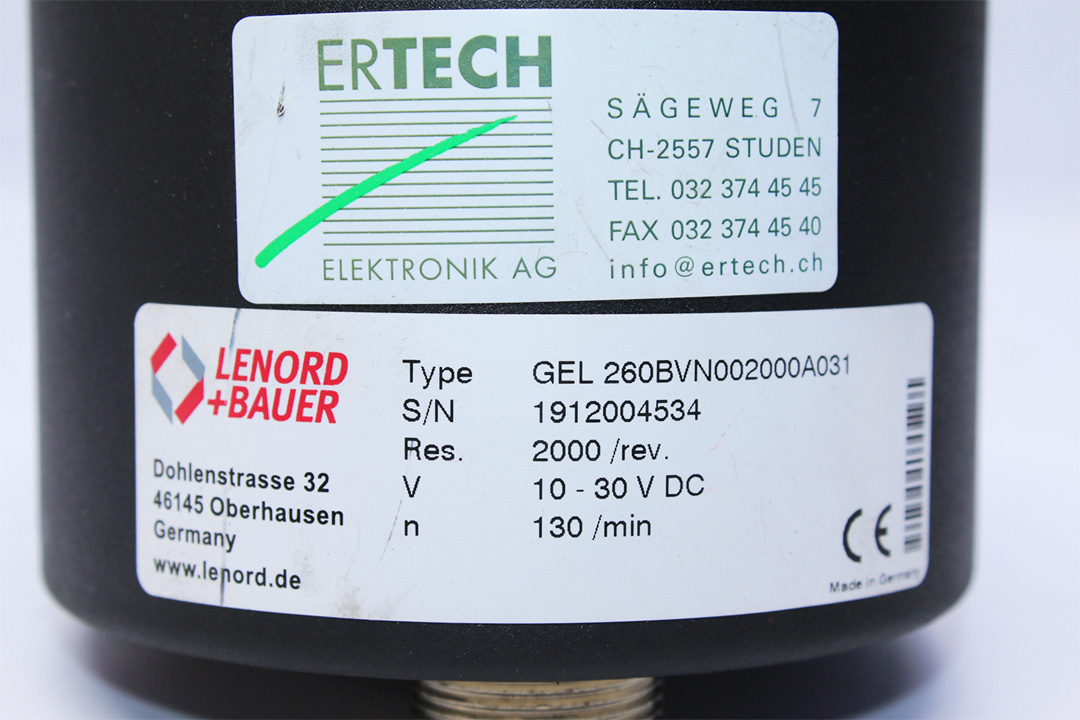 ERTECH
ELEKTRONIK AG
SÄGEWEG 7
CH-2557 STUDEN
TEL. 032 374 45 45
FAX 032 374 45 40
info@ertech.ch
LENORD
+BAUER
Dohlenstrasse 32
46145 Oberhausen
Germany
www.lenord.de
Type GEL 260BVN002000A031
S/N 1912004534
Res. 2000 /rev.
V 10 - 30 V DC
n 130 /min
CE
Made in Germany